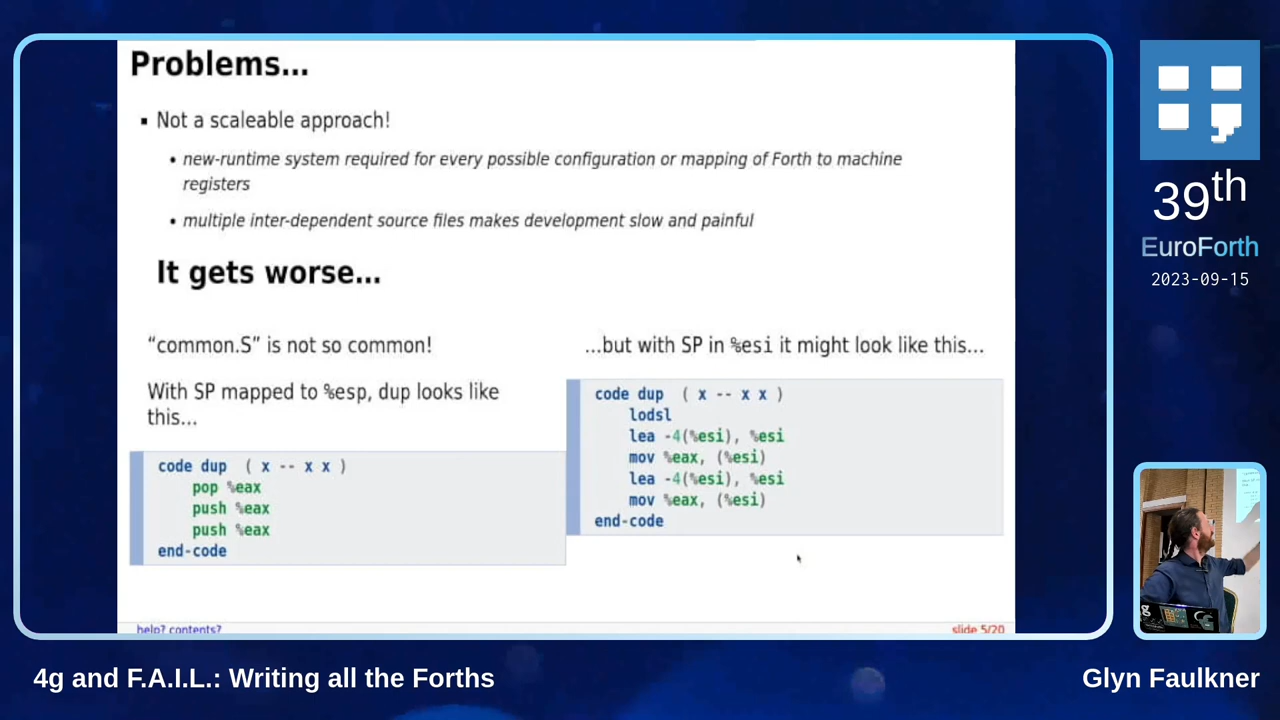 Problems...
▪ Not a scaleable approach!
• new-runtime system required for every possible configuration or mapping of Forth to machine
registers
• multiple inter-dependent source files makes development slow and painful
It gets worse...
“common.S” is not so common!
With SP mapped to %esp, dup looks like
this...
code dup ( x -- x x )
pop %eax
push %eax
push %eax
end-code
...but with SP in %esi it might look like this...
code dup ( x -- x x )
lodsl
lea -4(%esi), %esi
mov %eax, (%esi)
lea -4(%esi), %esi
mov %eax, (%esi)
end-code
help? contents?
slide 5/20
39th
EuroForth
2023-09-15
4g and F.A.I.L.: Writing all the Forths
Glyn Faulkner